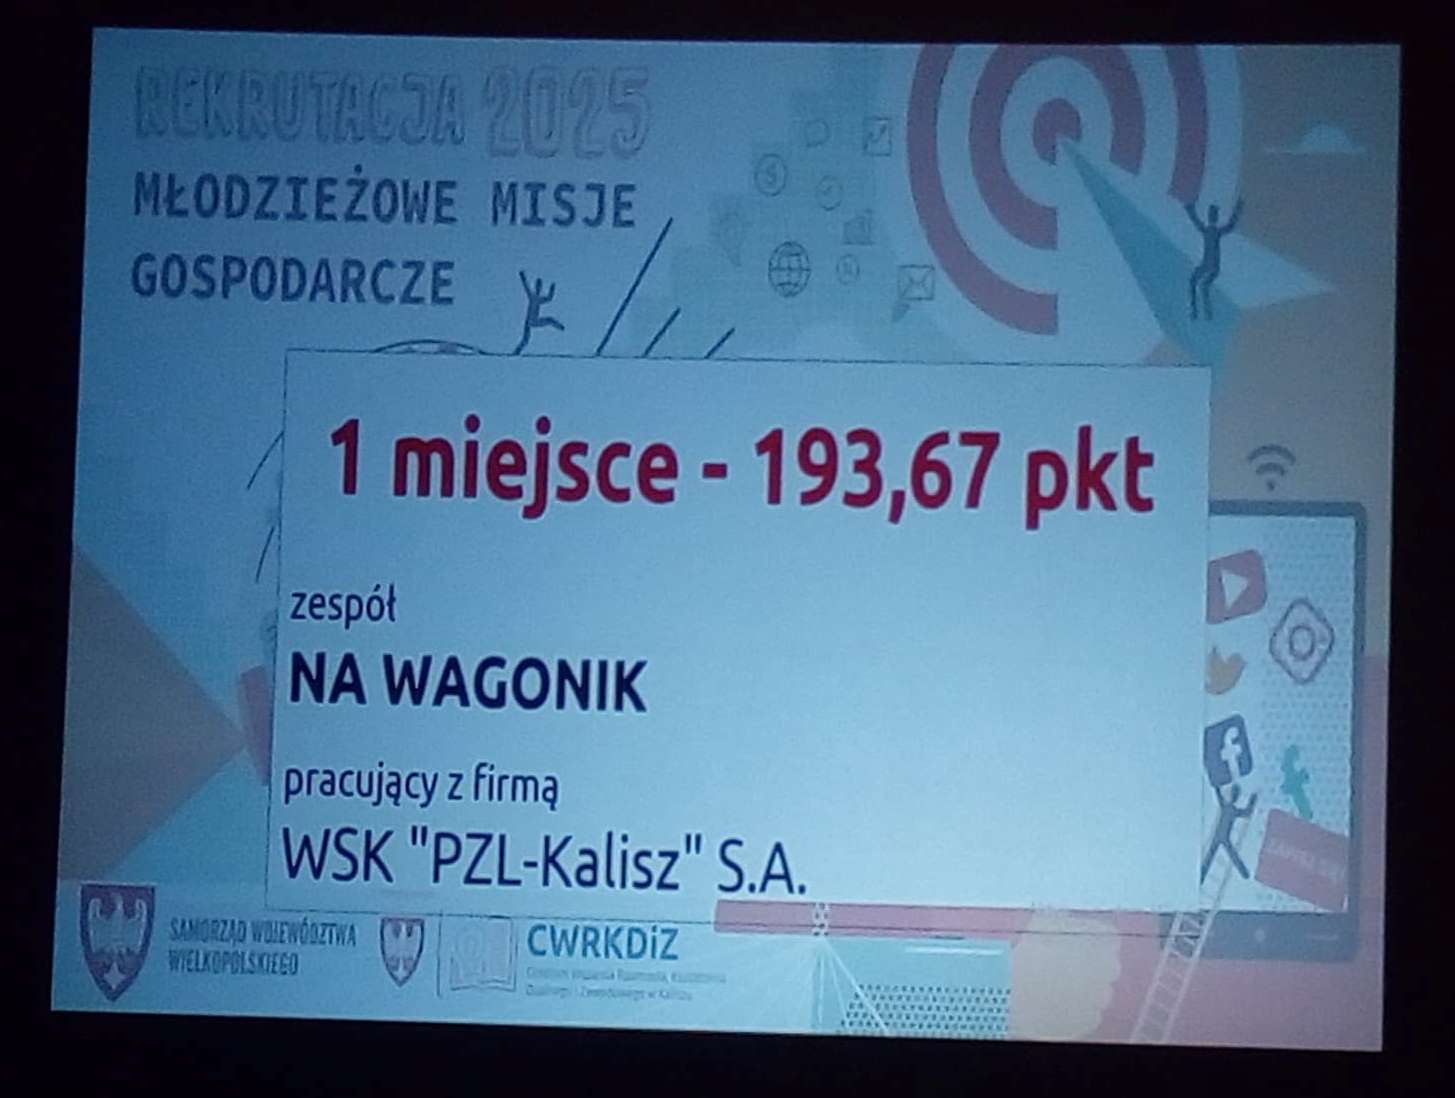 REKRUTACJA 2025
MŁODZIEŻOWE MISJE
GOSPODARCZE
1 miejsce - 193,67 pkt
zespół
NA WAGONIK
pracujący z firmą
WSK "PZL-Kalisz" S.A.
SAMORZĄD WOJEWÓDZTWA
WIELKOPOLSKIEGO
CWRKDiZ